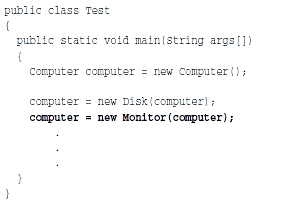 public class Test
{
  public static void main(String args[])
  {
    Computer computer = new Computer();

    computer = new Disk(computer);
    computer = new Monitor(computer);
        .
        .
        .
  }
}